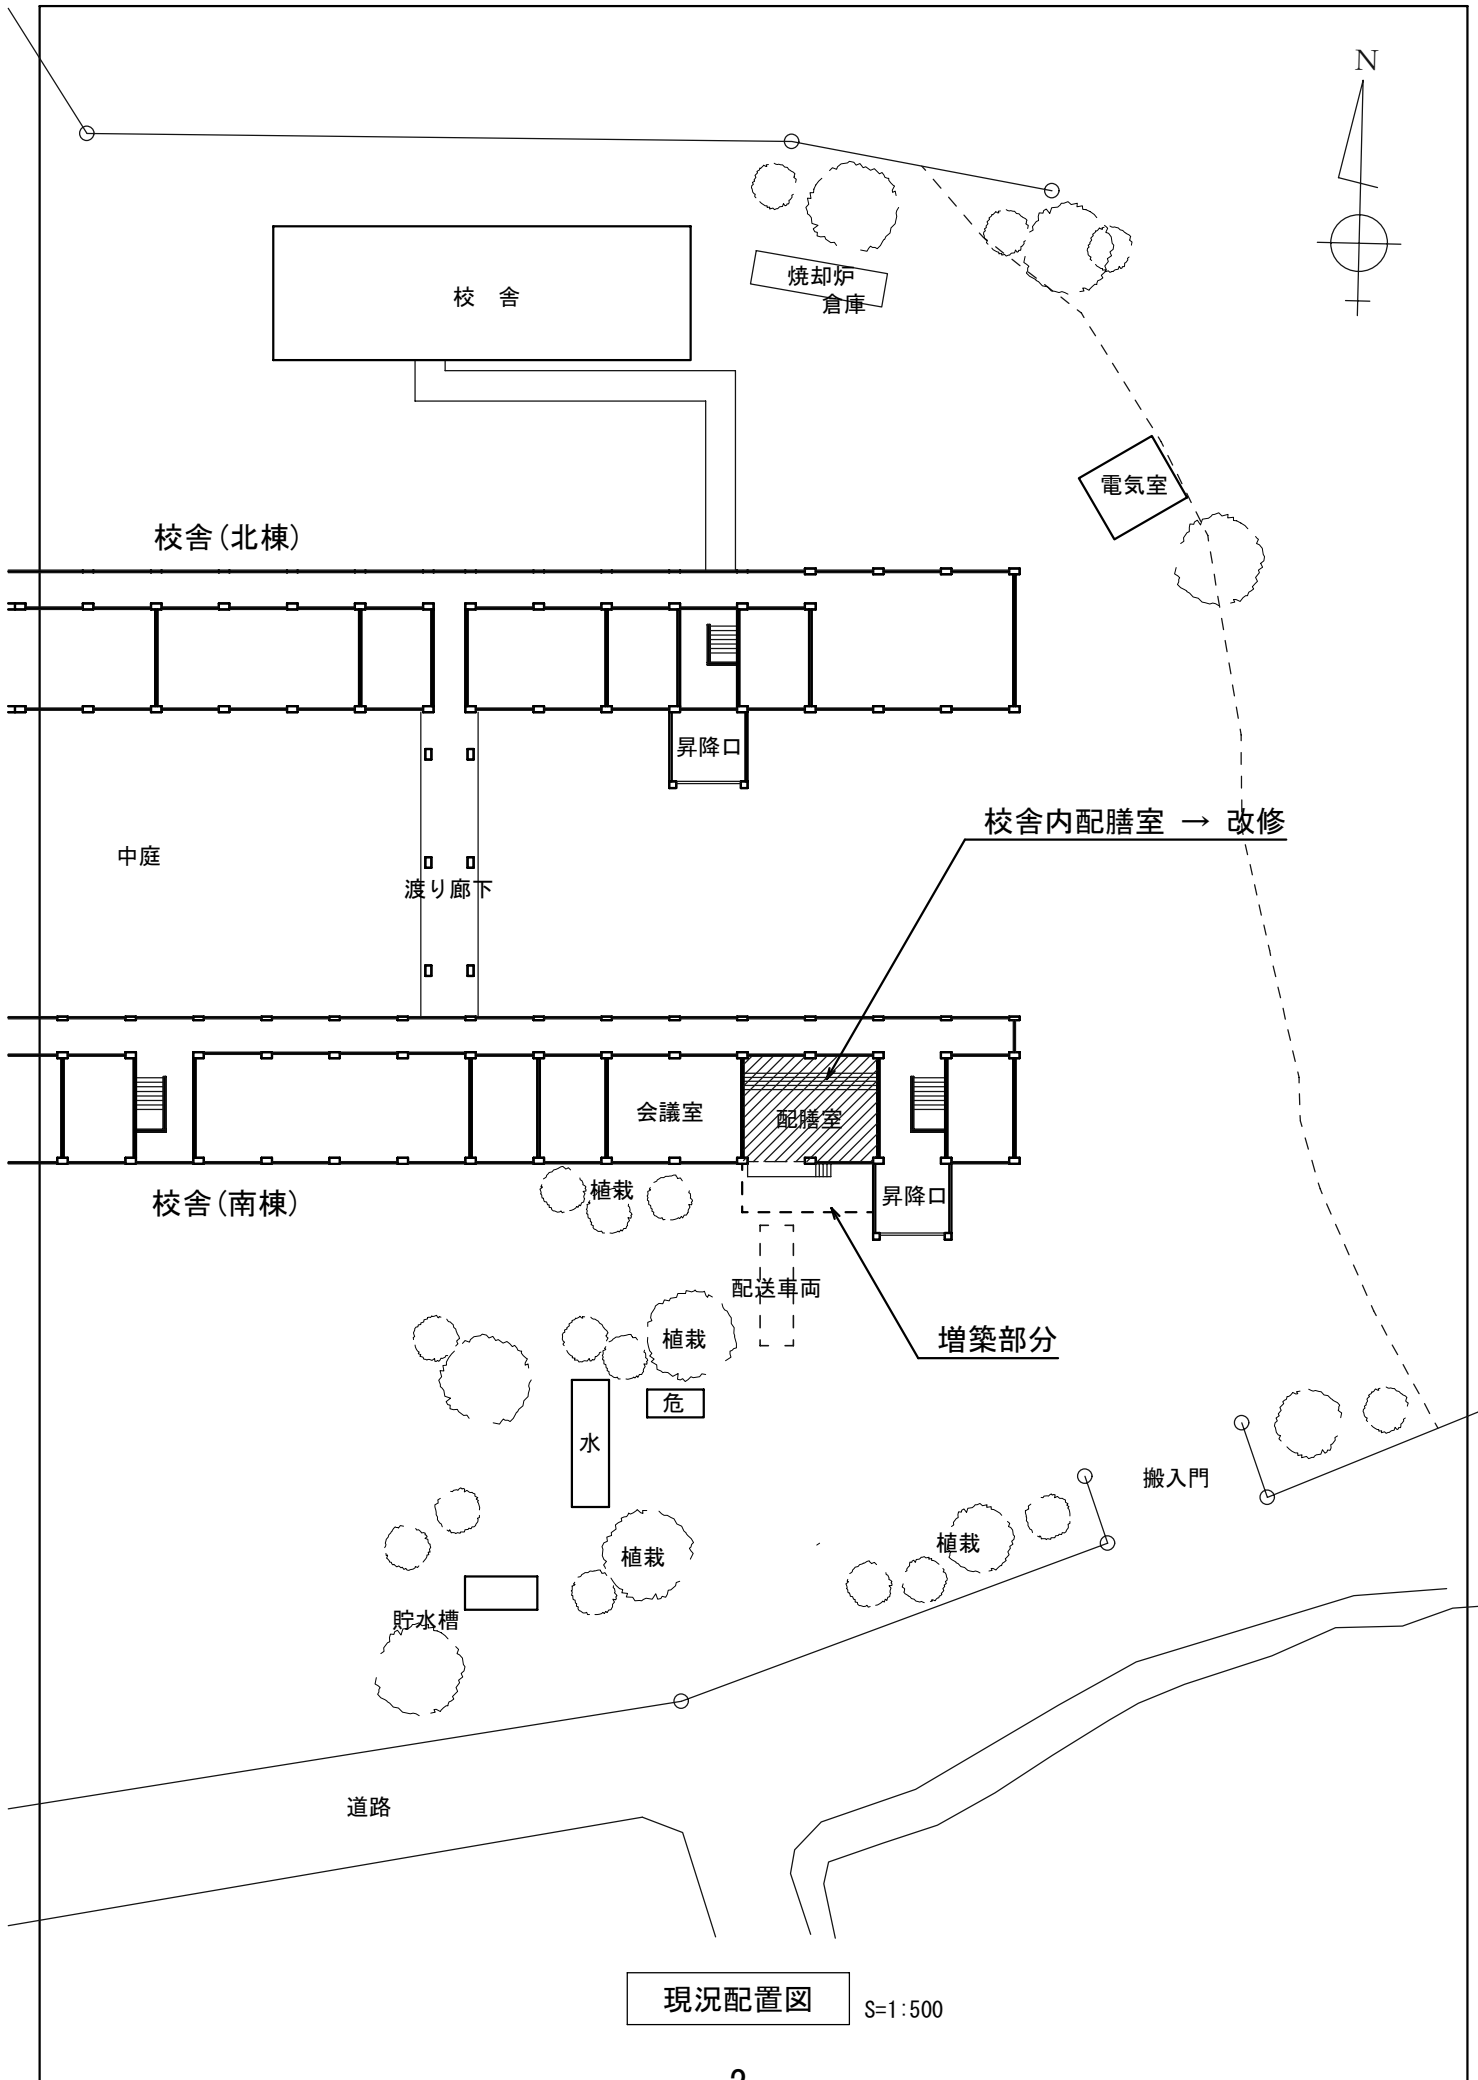 N
焼却炉
倉庫
校　舎
電気室
校舎(北棟)
昇降口
校舎内配膳室 → 改修
中庭
渡り廊下
会議室
配膳室
校舎(南棟)
植栽
昇降口
配送車両
植栽
増築部分
危
水
搬入門
植栽
植栽
貯水槽
道路
現況配置図
S=1:500